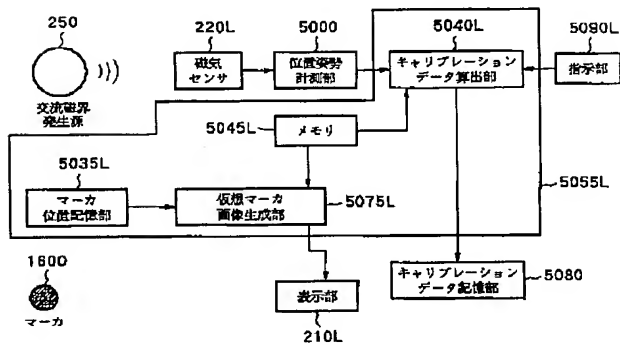 250
交流磁界
発生源
220L
磁気
センサ
5000
位置姿勢
計測部
5040L
キャリブレーション
データ算出部
5090L
指示部
5045L
メモリ
5035L
マーカ
位置記憶部
仮想マーカ
画像生成部
5075L
5055L
1600
マーカ
表示部
210L
キャリブレーション
データ記憶部
5080